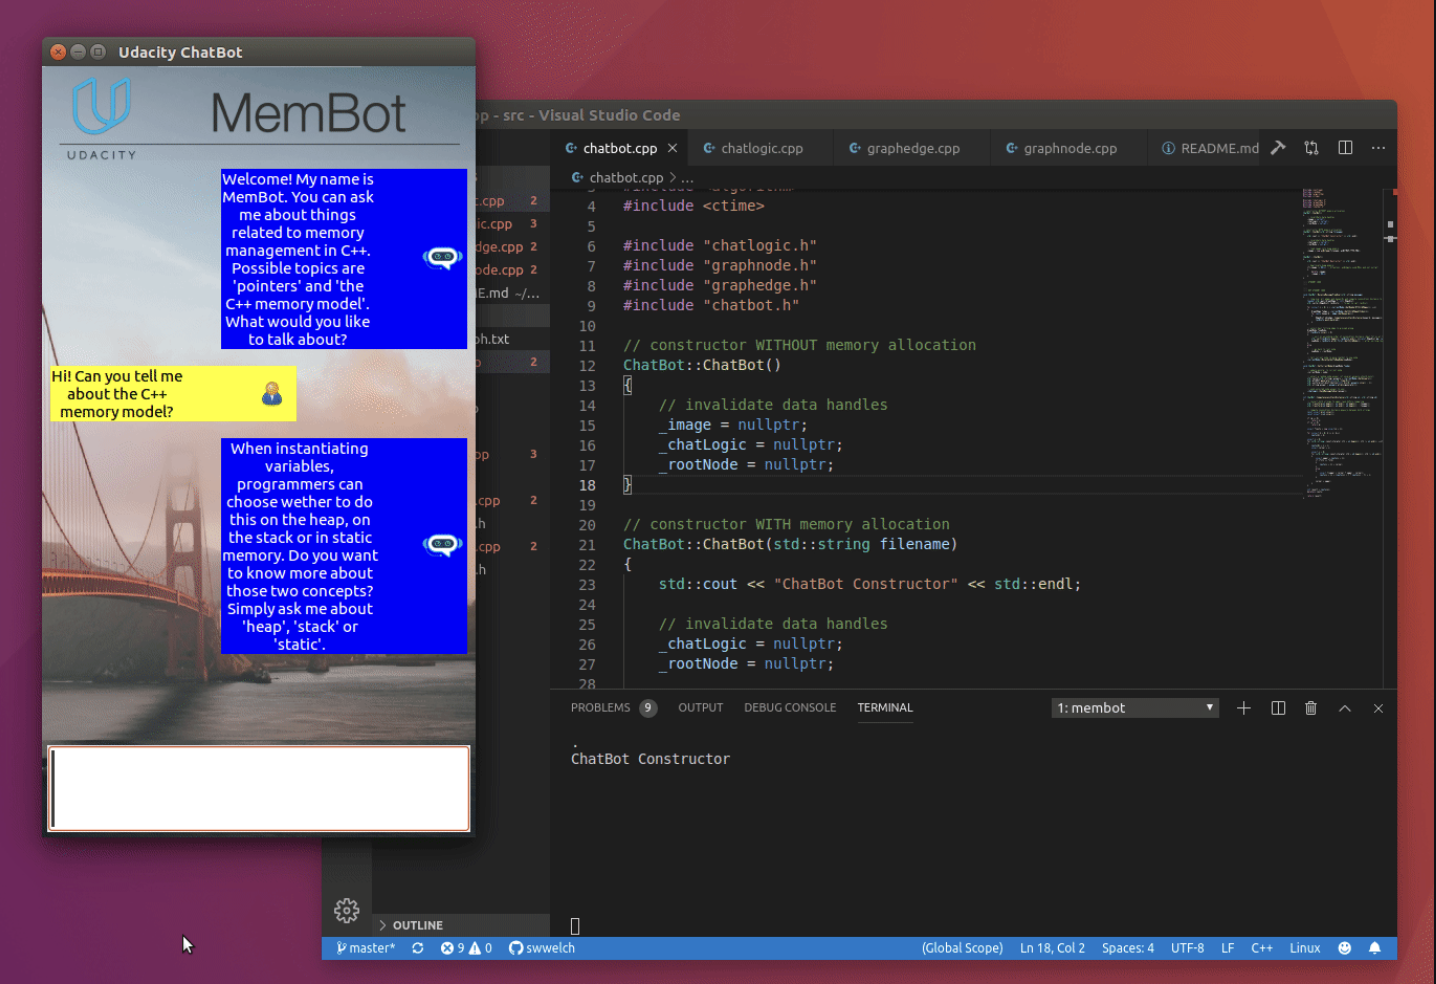 Udacity ChatBot
MemBot
UDACITY
Welcome! My name is
MemBot. You can ask
me about things
related to memory
management in C++.
Possible topics are
'pointers' and 'the
C++ memory model'.
What would you like
to talk about?
Hi! Can you tell me
about the C++
memory model?
When instantiating
variables,
programmers can
choose wether to do
this on the heap, on
the stack or in static
memory. Do you want
to know more about
those two concepts?
Simply ask me about
'heap', 'stack' or
'static'.
pp - src - Visual Studio Code
t.cpp 2
ic.cpp 3
dge.cpp 2
ode.cpp 2
IE.md ~/...
ph.txt
2
pp 3
.cpp 2
.h
.cpp 2
.h
OUTLINE
chatbot.cpp
chatlogic.cpp
graphedge.cpp
graphnode.cpp
README.md
chatbot.cpp > ...
3 #include <algorithm>
4 #include <ctime>
5
6 #include "chatlogic.h"
7 #include "graphnode.h"
8 #include "graphedge.h"
9 #include "chatbot.h"
10
11 // constructor WITHOUT memory allocation
12 ChatBot::ChatBot()
13 {
14 // invalidate data handles
15 _image = nullptr;
16 _chatLogic = nullptr;
17 _rootNode = nullptr;
18 }
19
20 // constructor WITH memory allocation
21 ChatBot::ChatBot(std::string filename)
22 {
23 std::cout << "ChatBot Constructor" << std::endl;
24
25 // invalidate data handles
26 _chatLogic = nullptr;
27 _rootNode = nullptr;
28
PROBLEMS 9 OUTPUT DEBUG CONSOLE TERMINAL 1: membot
.
ChatBot Constructor
master* 9 0 swwelch (Global Scope) Ln 18, Col 2 Spaces: 4 UTF-8 LF C++ Linux